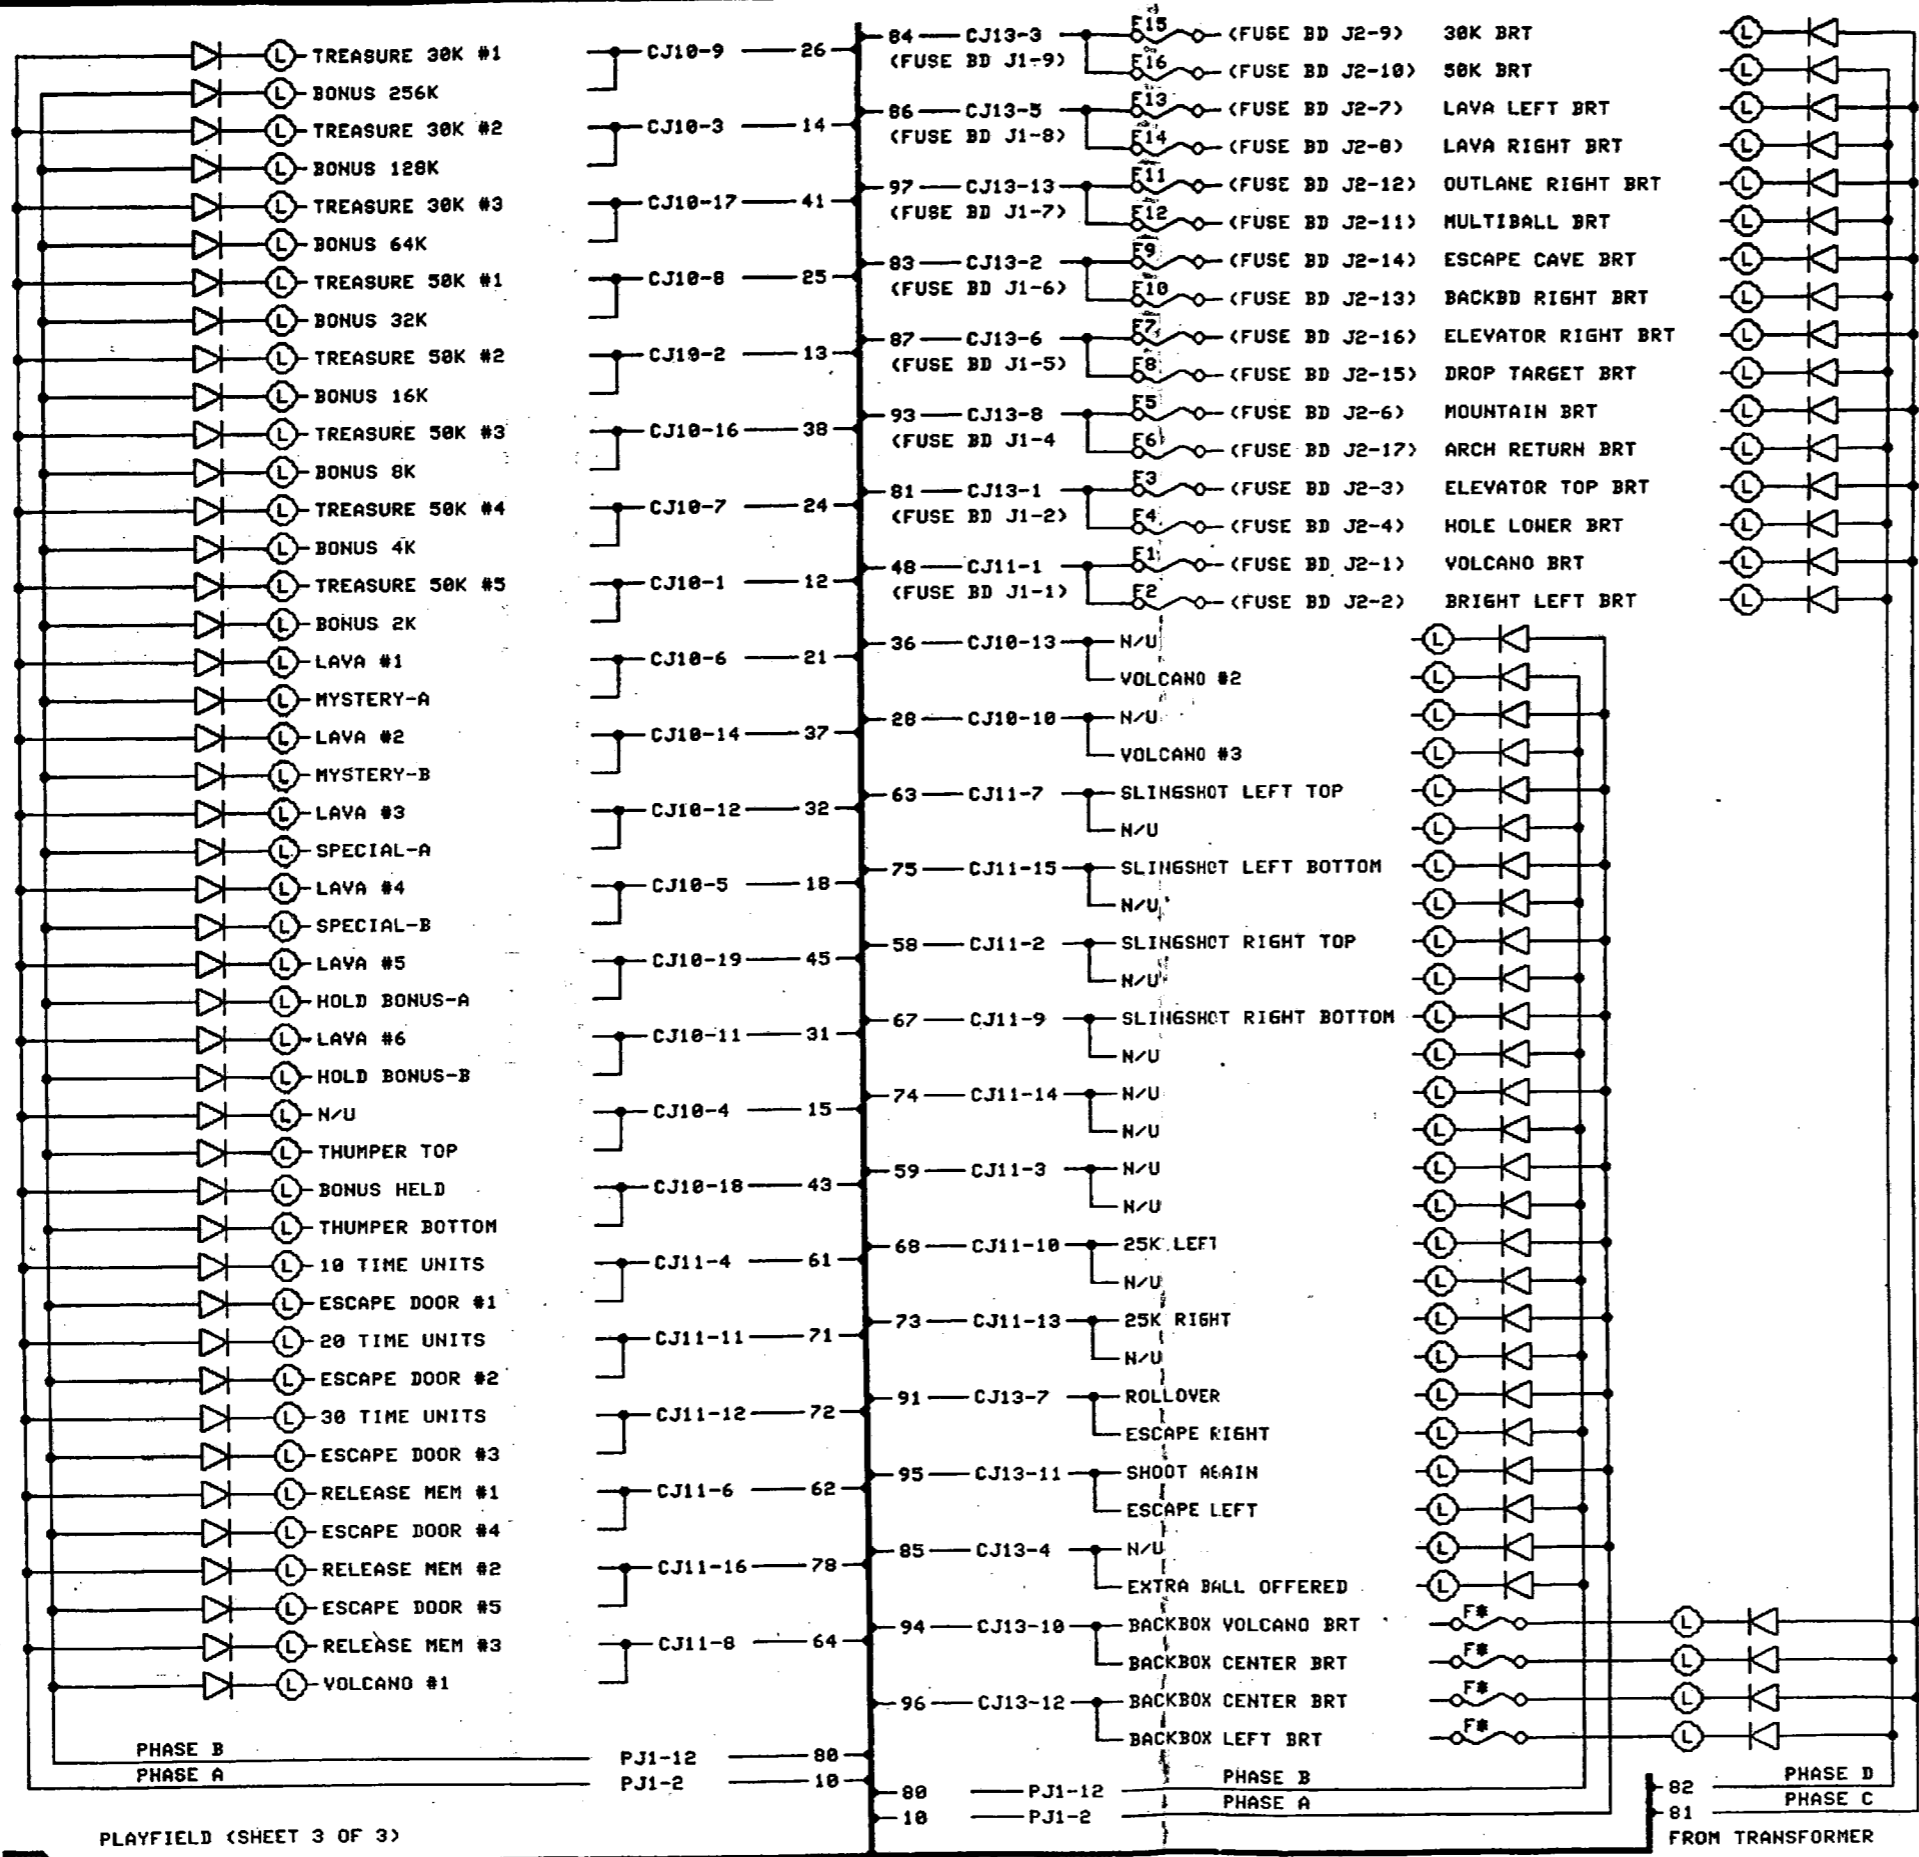 TREASURE 30K #1
BONUS 256K
TREASURE 30K #2
BONUS 128K
TREASURE 30K #3
BONUS 64K
TREASURE 50K #1
BONUS 32K
TREASURE 50K #2
BONUS 16K
TREASURE 50K #3
BONUS 8K
TREASURE 50K #4
BONUS 4K
TREASURE 50K #5
BONUS 2K
LAVA #1
MYSTERY-A
LAVA #2
MYSTERY-B
LAVA #3
SPECIAL-A
LAVA #4
SPECIAL-B
LAVA #5
HOLD BONUS-A
LAVA #6
HOLD BONUS-B
N/U
THUMPER TOP
BONUS HELD
THUMPER BOTTOM
10 TIME UNITS
ESCAPE DOOR #1
20 TIME UNITS
ESCAPE DOOR #2
30 TIME UNITS
ESCAPE DOOR #3
RELEASE MEM #1
ESCAPE DOOR #4
RELEASE MEM #2
ESCAPE DOOR #5
RELEASE MEM #3
VOLCANO #1
CJ10-9 26
CJ10-3 14
CJ10-17 41
CJ10-8 25
CJ10-2 13
CJ10-16 38
CJ10-7 24
CJ10-1 12
CJ10-6 21
CJ10-14 37
CJ10-12 32
CJ10-5 18
CJ10-19 45
CJ10-11 31
CJ10-4 15
CJ10-18 43
CJ11-4 61
CJ11-11 71
CJ11-12 72
CJ11-6 62
CJ11-16 78
CJ11-8 64
PHASE B PJ1-12 80
PHASE A PJ1-2 10
84 CJ13-3 F15 (FUSE BD J2-9) 30K BRT
(FUSE BD J1-9) F16 (FUSE BD J2-10) 50K BRT
86 CJ13-5 F13 (FUSE BD J2-7) LAVA LEFT BRT
(FUSE BD J1-8) F14 (FUSE BD J2-8) LAVA RIGHT BRT
97 CJ13-13 F11 (FUSE BD J2-12) OUTLANE RIGHT BRT
(FUSE BD J1-7) F12 (FUSE BD J2-11) MULTIBALL BRT
83 CJ13-2 F9 (FUSE BD J2-14) ESCAPE CAVE BRT
(FUSE BD J1-6) F10 (FUSE BD J2-13) BACKBD RIGHT BRT
87 CJ13-6 F7 (FUSE BD J2-16) ELEVATOR RIGHT BRT
(FUSE BD J1-5) F8 (FUSE BD J2-15) DROP TARGET BRT
93 CJ13-8 F5 (FUSE BD J2-6) MOUNTAIN BRT
(FUSE BD J1-4 F6 (FUSE BD J2-17) ARCH RETURN BRT
81 CJ13-1 F3 (FUSE BD J2-3) ELEVATOR TOP BRT
(FUSE BD J1-2) F4 (FUSE BD J2-4) HOLE LOWER BRT
48 CJ11-1 F1 (FUSE BD J2-1) VOLCANO BRT
(FUSE BD J1-1) F2 (FUSE BD J2-2) BRIGHT LEFT BRT
36 CJ10-13 N/U
VOLCANO #2
28 CJ10-10 N/U
VOLCANO #3
63 CJ11-7 SLINGSHOT LEFT TOP
N/U
75 CJ11-15 SLINGSHOT LEFT BOTTOM
N/U
58 CJ11-2 SLINGSHOT RIGHT TOP
N/U
67 CJ11-9 SLINGSHOT RIGHT BOTTOM
N/U
74 CJ11-14 N/U
N/U
59 CJ11-3 N/U
N/U
68 CJ11-10 25K LEFT
N/U
73 CJ11-13 25K RIGHT
N/U
91 CJ13-7 ROLLOVER
ESCAPE RIGHT
95 CJ13-11 SHOOT AGAIN
ESCAPE LEFT
85 CJ13-4 N/U
EXTRA BALL OFFERED
94 CJ13-10 BACKBOX VOLCANO BRT F#
BACKBOX CENTER BRT F#
96 CJ13-12 BACKBOX CENTER BRT F#
BACKBOX LEFT BRT F#
80 PJ1-12 PHASE B
10 PJ1-2 PHASE A
82 PHASE D
81 PHASE C
FROM TRANSFORMER
PLAYFIELD (SHEET 3 OF 3)